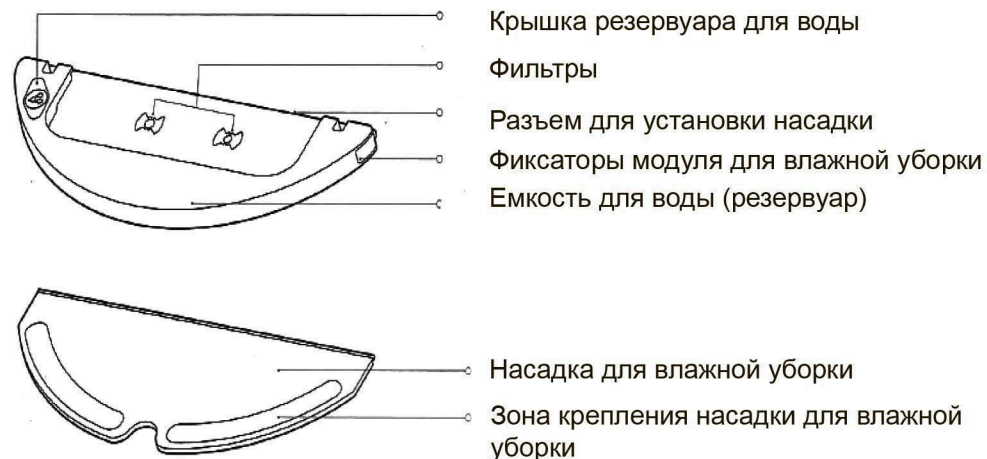 Крышка резервуара для воды
Фильтры
Разъем для установки насадки
Фиксаторы модуля для влажной уборки
Емкость для воды (резервуар)
Насадка для влажной уборки
Зона крепления насадки для влажной
уборки